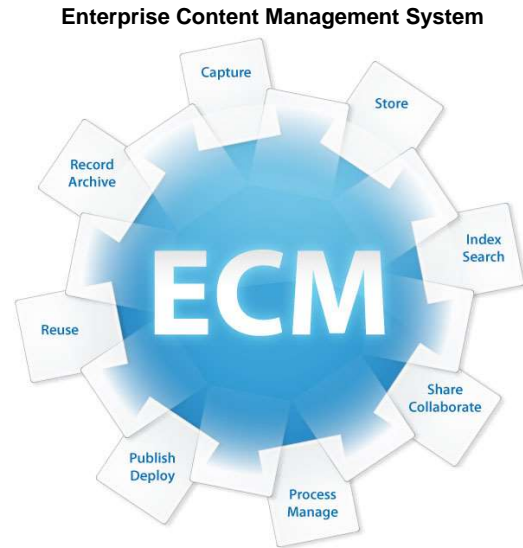 Enterprise Content Management System
Capture
Store
Record
Archive
Index
Search
ECM
Reuse
Share
Collaborate
Publish
Deploy
Process
Manage